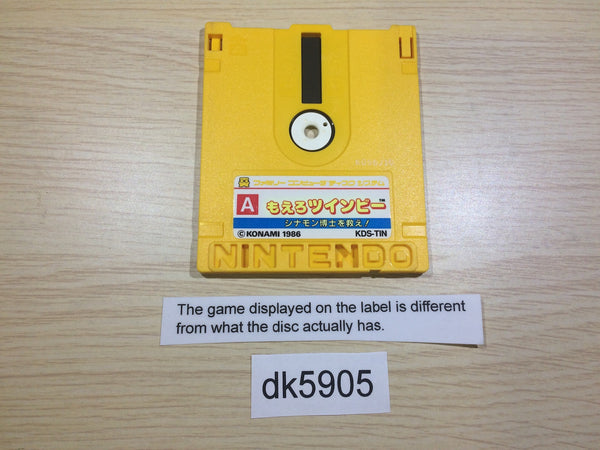 ファミリー コンピュータ ディスク システム
A
もえろツインビー™
シナモン博士を救え!
©KONAMI 1986 KDS-TIN
NINTENDO
The game displayed on the label is different
from what the disc actually has.
dk5905